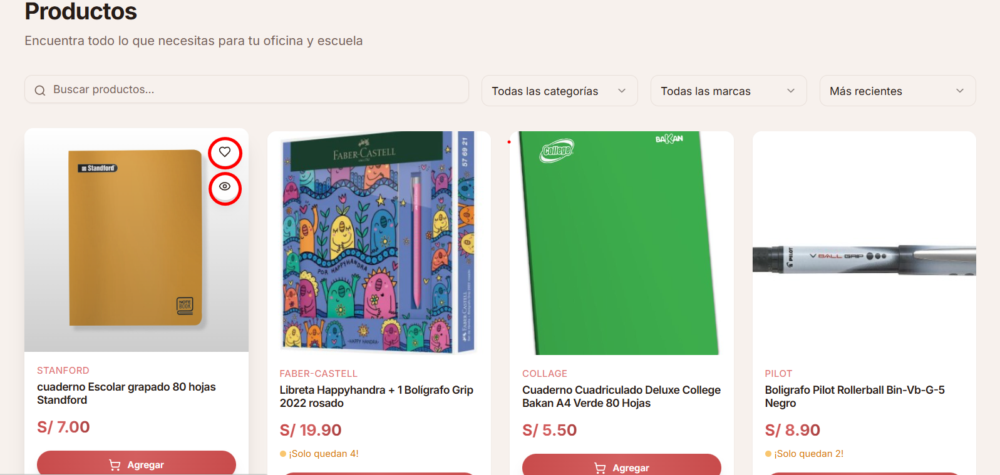 Productos
Encuentra todo lo que necesitas para tu oficina y escuela
Buscar productos...
Todas las categorías
Todas las marcas
Más recientes
Standford
NOTE
BOOK
STANFORD
cuaderno Escolar grapado 80 hojas
Standford
S/ 7.00
Agregar
FABER-CASTELL
57 69 21
POR HAPPYHANDRA
-HAPPY HANDRA-
FABER-CASTELL
FABER-CASTELL
Libreta Happyhandra + 1 Bolígrafo Grip
2022 rosado
S/ 19.90
¡Solo quedan 4!
College
BAKAN
COLLAGE
Cuaderno Cuadriculado Deluxe College
Bakan A4 Verde 80 Hojas
S/ 5.50
Agregar
PILOT
V BALL GRIP
PILOT
Boligrafo Pilot Rollerball Bin-Vb-G-5
Negro
S/ 8.90
¡Solo quedan 2!